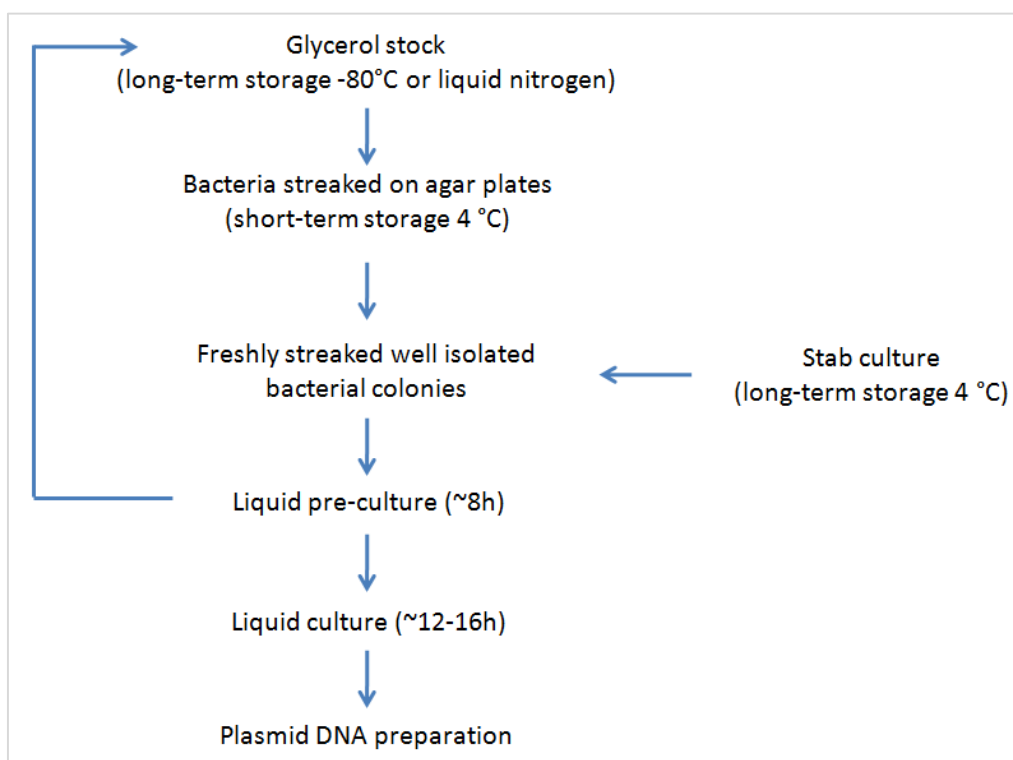 Glycerol stock
(long-term storage -80°C or liquid nitrogen)
Bacteria streaked on agar plates
(short-term storage 4 °C)
Freshly streaked well isolated
bacterial colonies
Stab culture
(long-term storage 4 °C)
Liquid pre-culture (~8h)
Liquid culture (~12-16h)
Plasmid DNA preparation